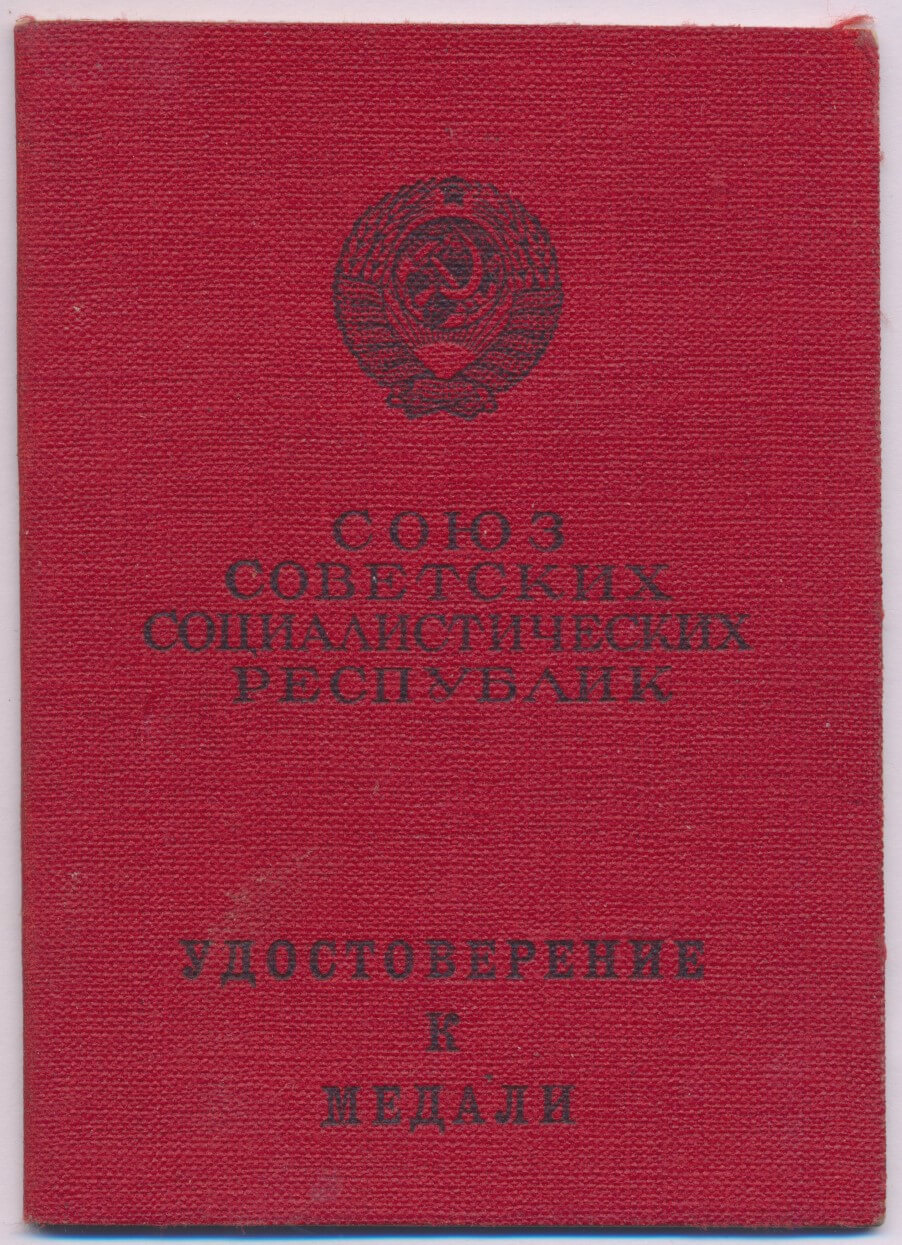 СОЮЗ
СОВЕТСКИХ
СОЦИАЛИСТИЧЕСКИХ
РЕСПУБЛИК
УДОСТОВЕРЕНИЕ
К
МЕДАЛИ